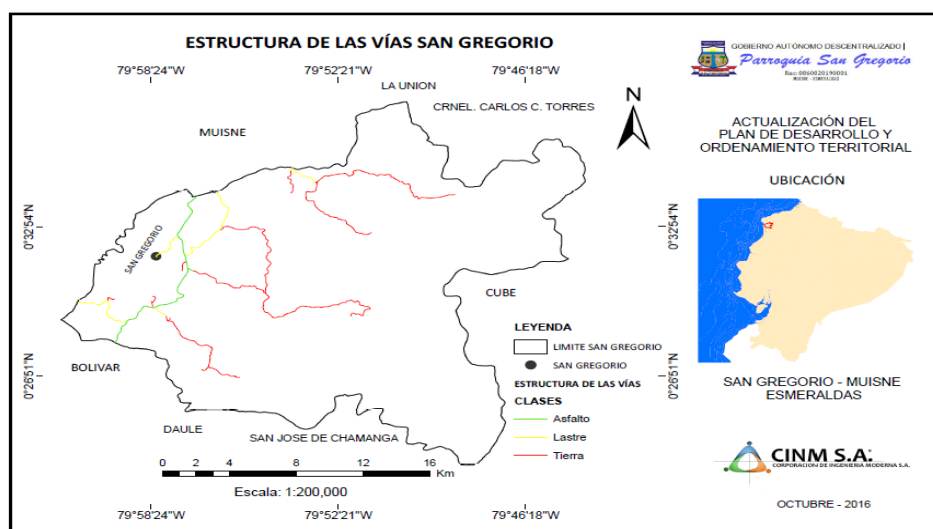 ESTRUCTURA DE LAS VÍAS SAN GREGORIO
79°58'24"W 79°52'21"W 79°46'18"W
LA UNION
CRNEL. CARLOS C. TORRES
N
MUISNE
0°32'54"N
0°32'54"N
SAN GREGORIO
CUBE
BOLIVAR
0°26'51"N
0°26'51"N
DAULE
SAN JOSE DE CHAMANGA
LEYENDA
LIMITE SAN GREGORIO
SAN GREGORIO
ESTRUCTURA DE LAS VÍAS
CLASES
Asfalto
Lastre
Tierra
0 2 4 8 12 16
Km
Escala: 1:200,000
79°58'24"W 79°52'21"W 79°46'18"W
GOBIERNO AUTÓNOMO DESCENTRALIZADO |
Parroquia San Gregorio
MUISNE - ESMERALDAS
ACTUALIZACIÓN DEL
PLAN DE DESARROLLO Y
ORDENAMIENTO TERRITORIAL
UBICACIÓN
SAN GREGORIO - MUISNE
ESMERALDAS
CINM S.A.
CORPORACION DE INGENIERIA MODERNA S.A.
OCTUBRE - 2016